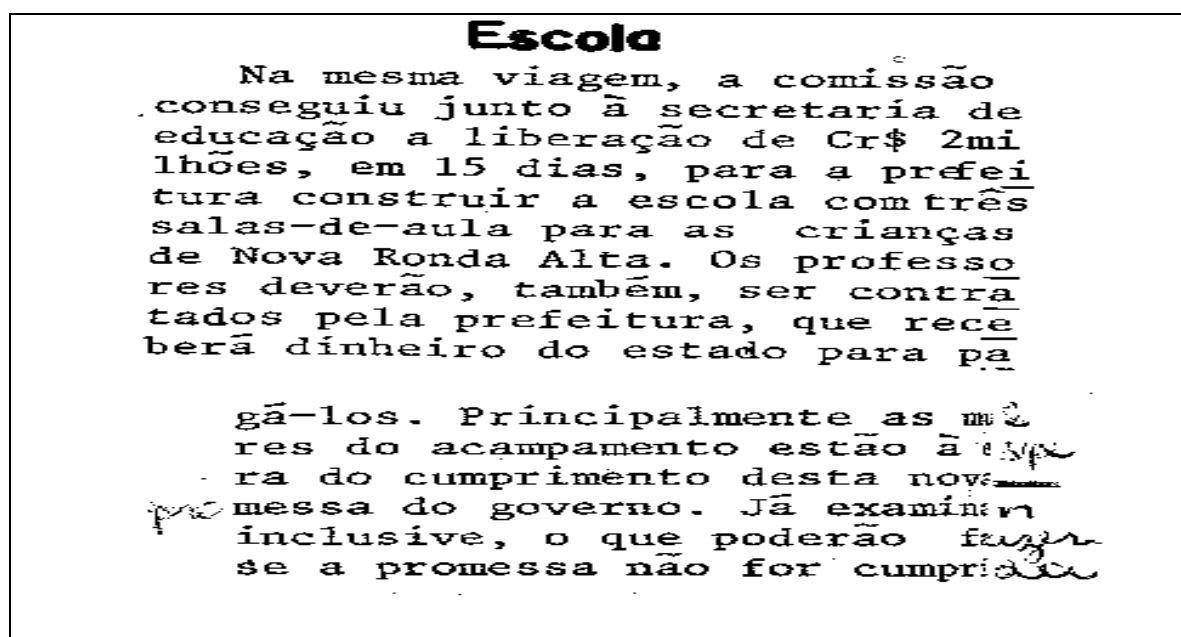 Escola
Na mesma viagem, a comissão
conseguiu junto à secretaria de
educação a liberação de Cr$ 2mi
lhões, em 15 dias, para a prefei
tura construir a escola com três
salas-de-aula para as crianças
de Nova Ronda Alta. Os professo
res deverão, também, ser contra
tados pela prefeitura, que rece
berá dinheiro do estado para pa
gá-los. Principalmente as
res do acampamento estão à espe
ra do cumprimento desta nova
promessa do governo. Já examinam
inclusive, o que poderão fazer
se a promessa não for cumprida